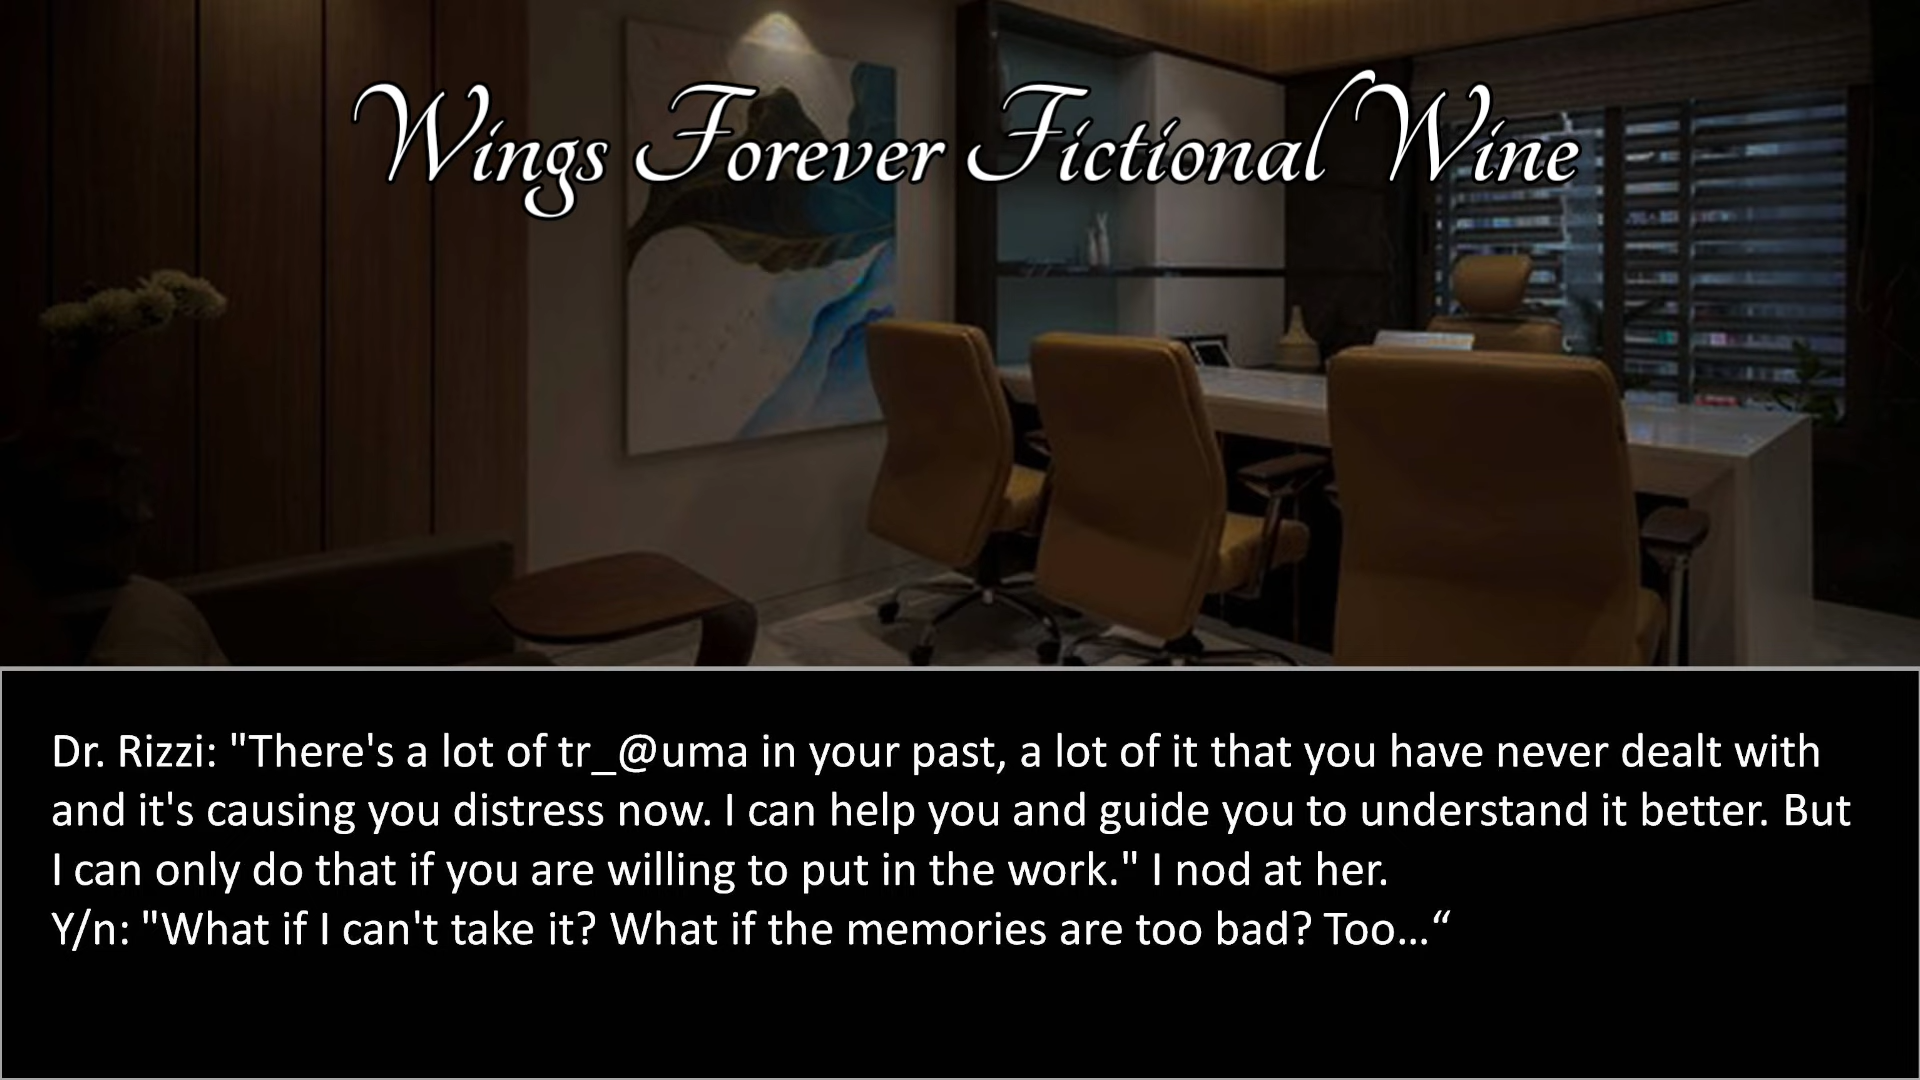 Wings Forever Fictional Wine
Dr. Rizzi: "There's a lot of tr_@uma in your past, a lot of it that you have never dealt with
and it's causing you distress now. I can help you and guide you to understand it better. But
I can only do that if you are willing to put in the work." I nod at her.
Y/n: "What if I can't take it? What if the memories are too bad? Too…“